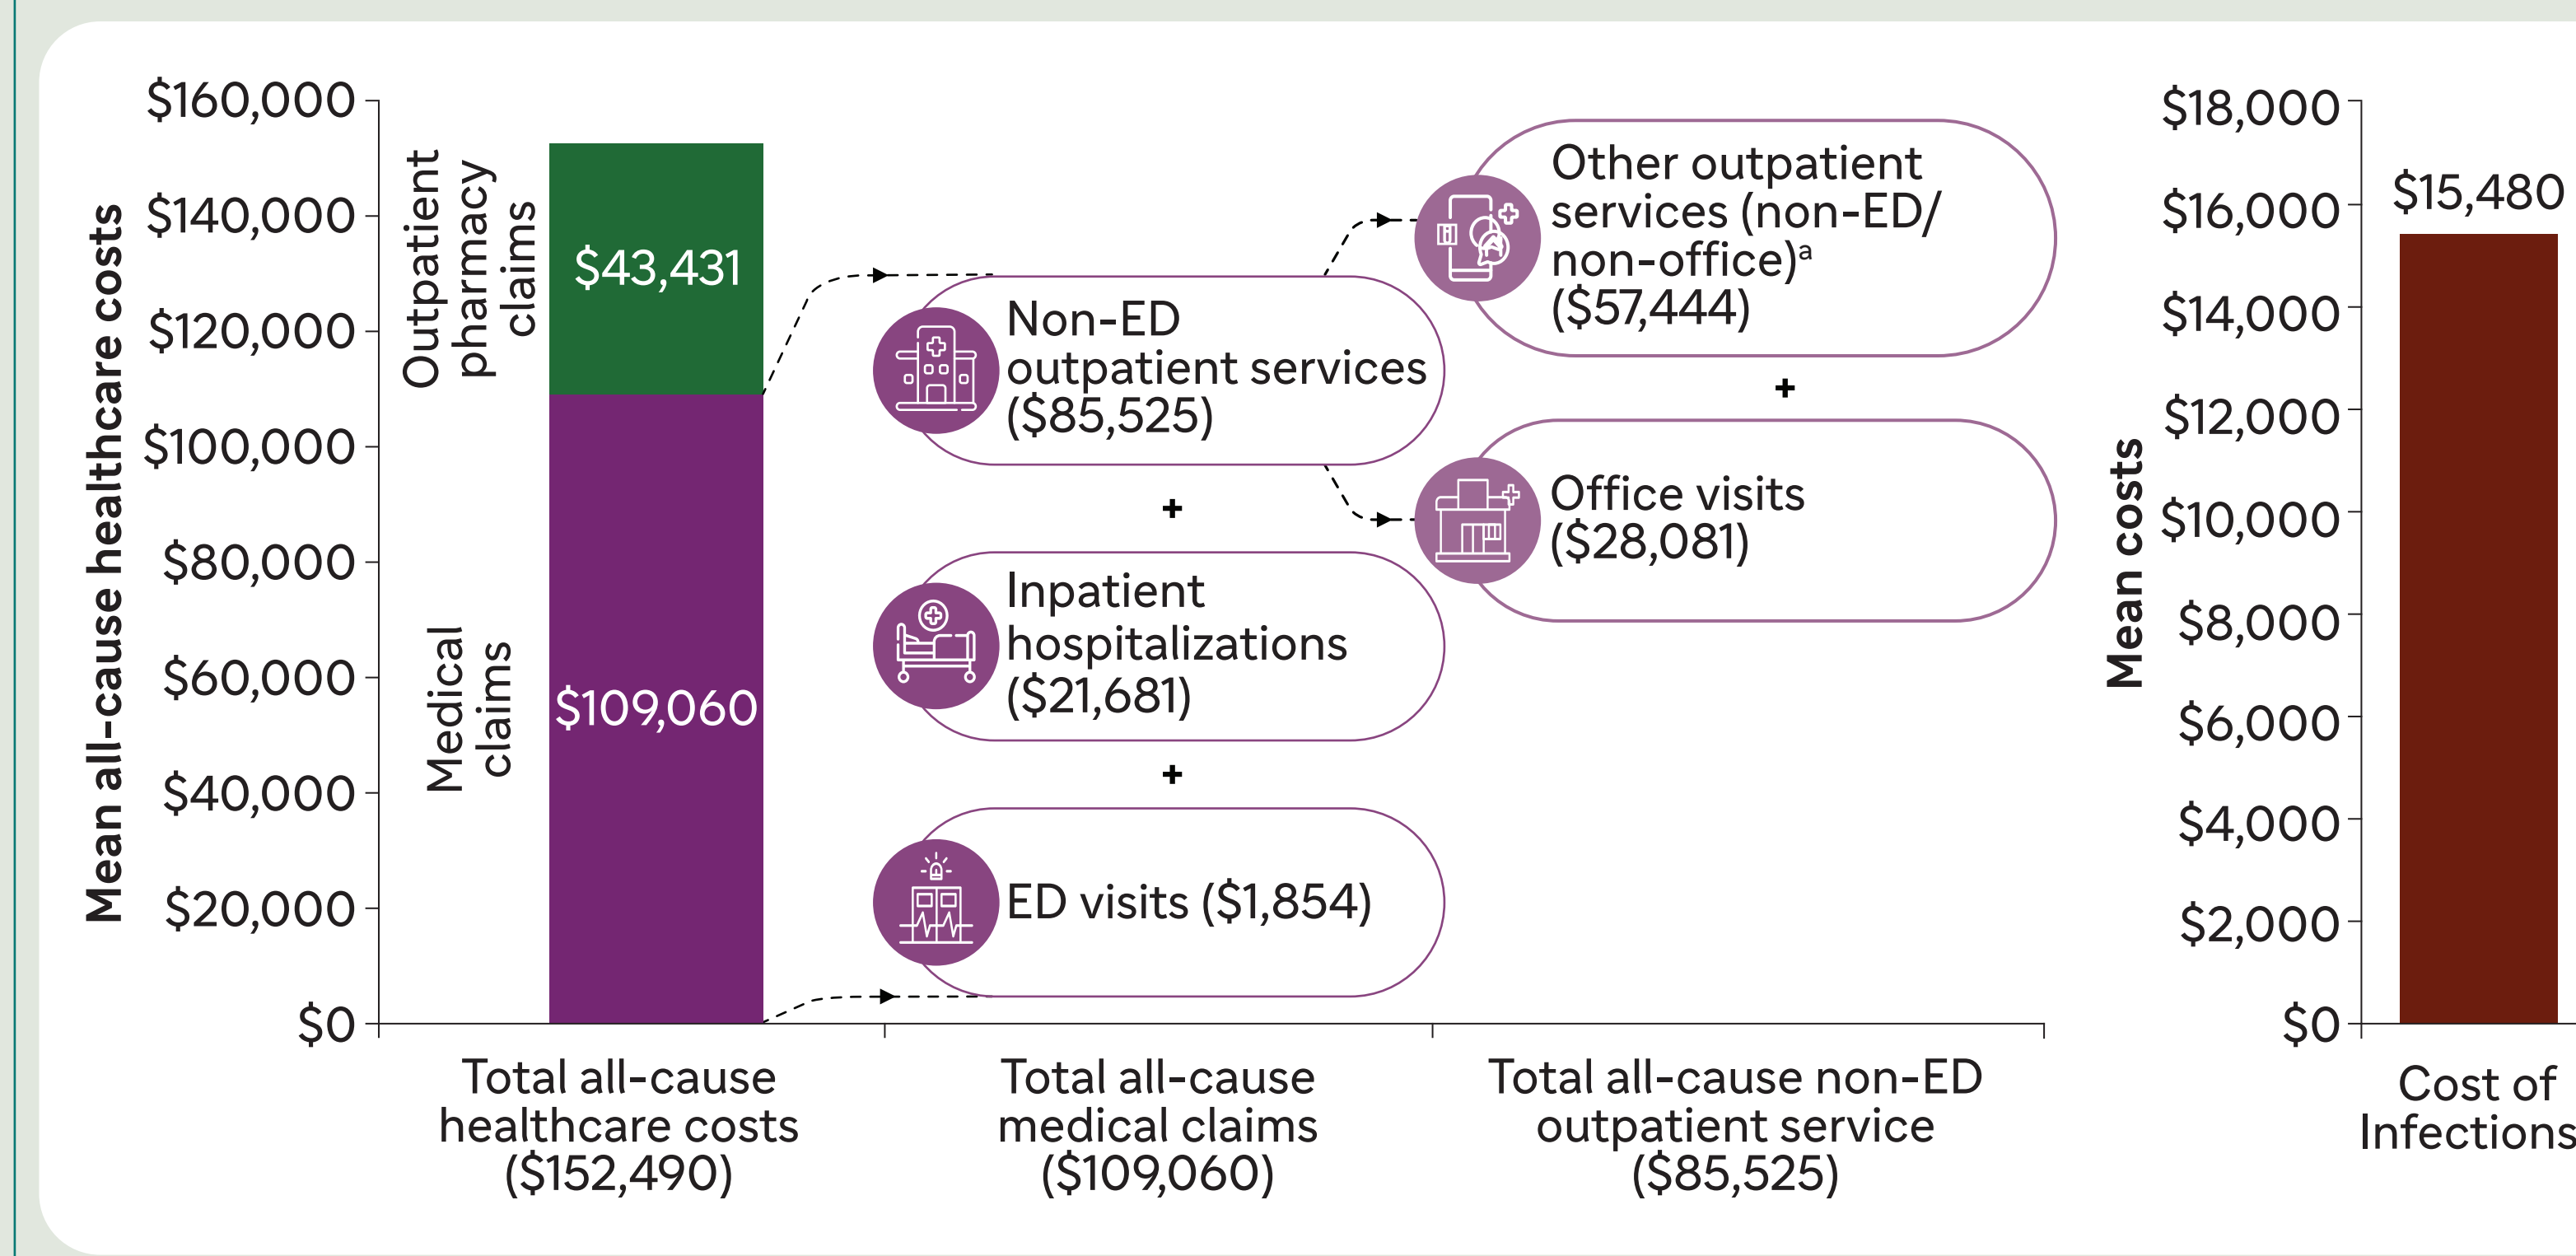 Mean all-cause healthcare costs
$160,000
$140,000
$120,000
$100,000
$80,000
$60,000
$40,000
$20,000
$0
Outpatient
pharmacy
claims
$43,431
Medical
claims
$109,060
Non-ED
outpatient services
($85,525)
+
Inpatient
hospitalizations
($21,681)
+
ED visits ($1,854)
Other outpatient
services (non-ED/
non-office)ᵃ
($57,444)
+
Office visits
($28,081)
Total all-cause
healthcare costs
($152,490)
Total all-cause
medical claims
($109,060)
Total all-cause non-ED
outpatient service
($85,525)
Mean costs
$18,000
$16,000
$14,000
$12,000
$10,000
$8,000
$6,000
$4,000
$2,000
$0
$15,480
Cost of
Infections